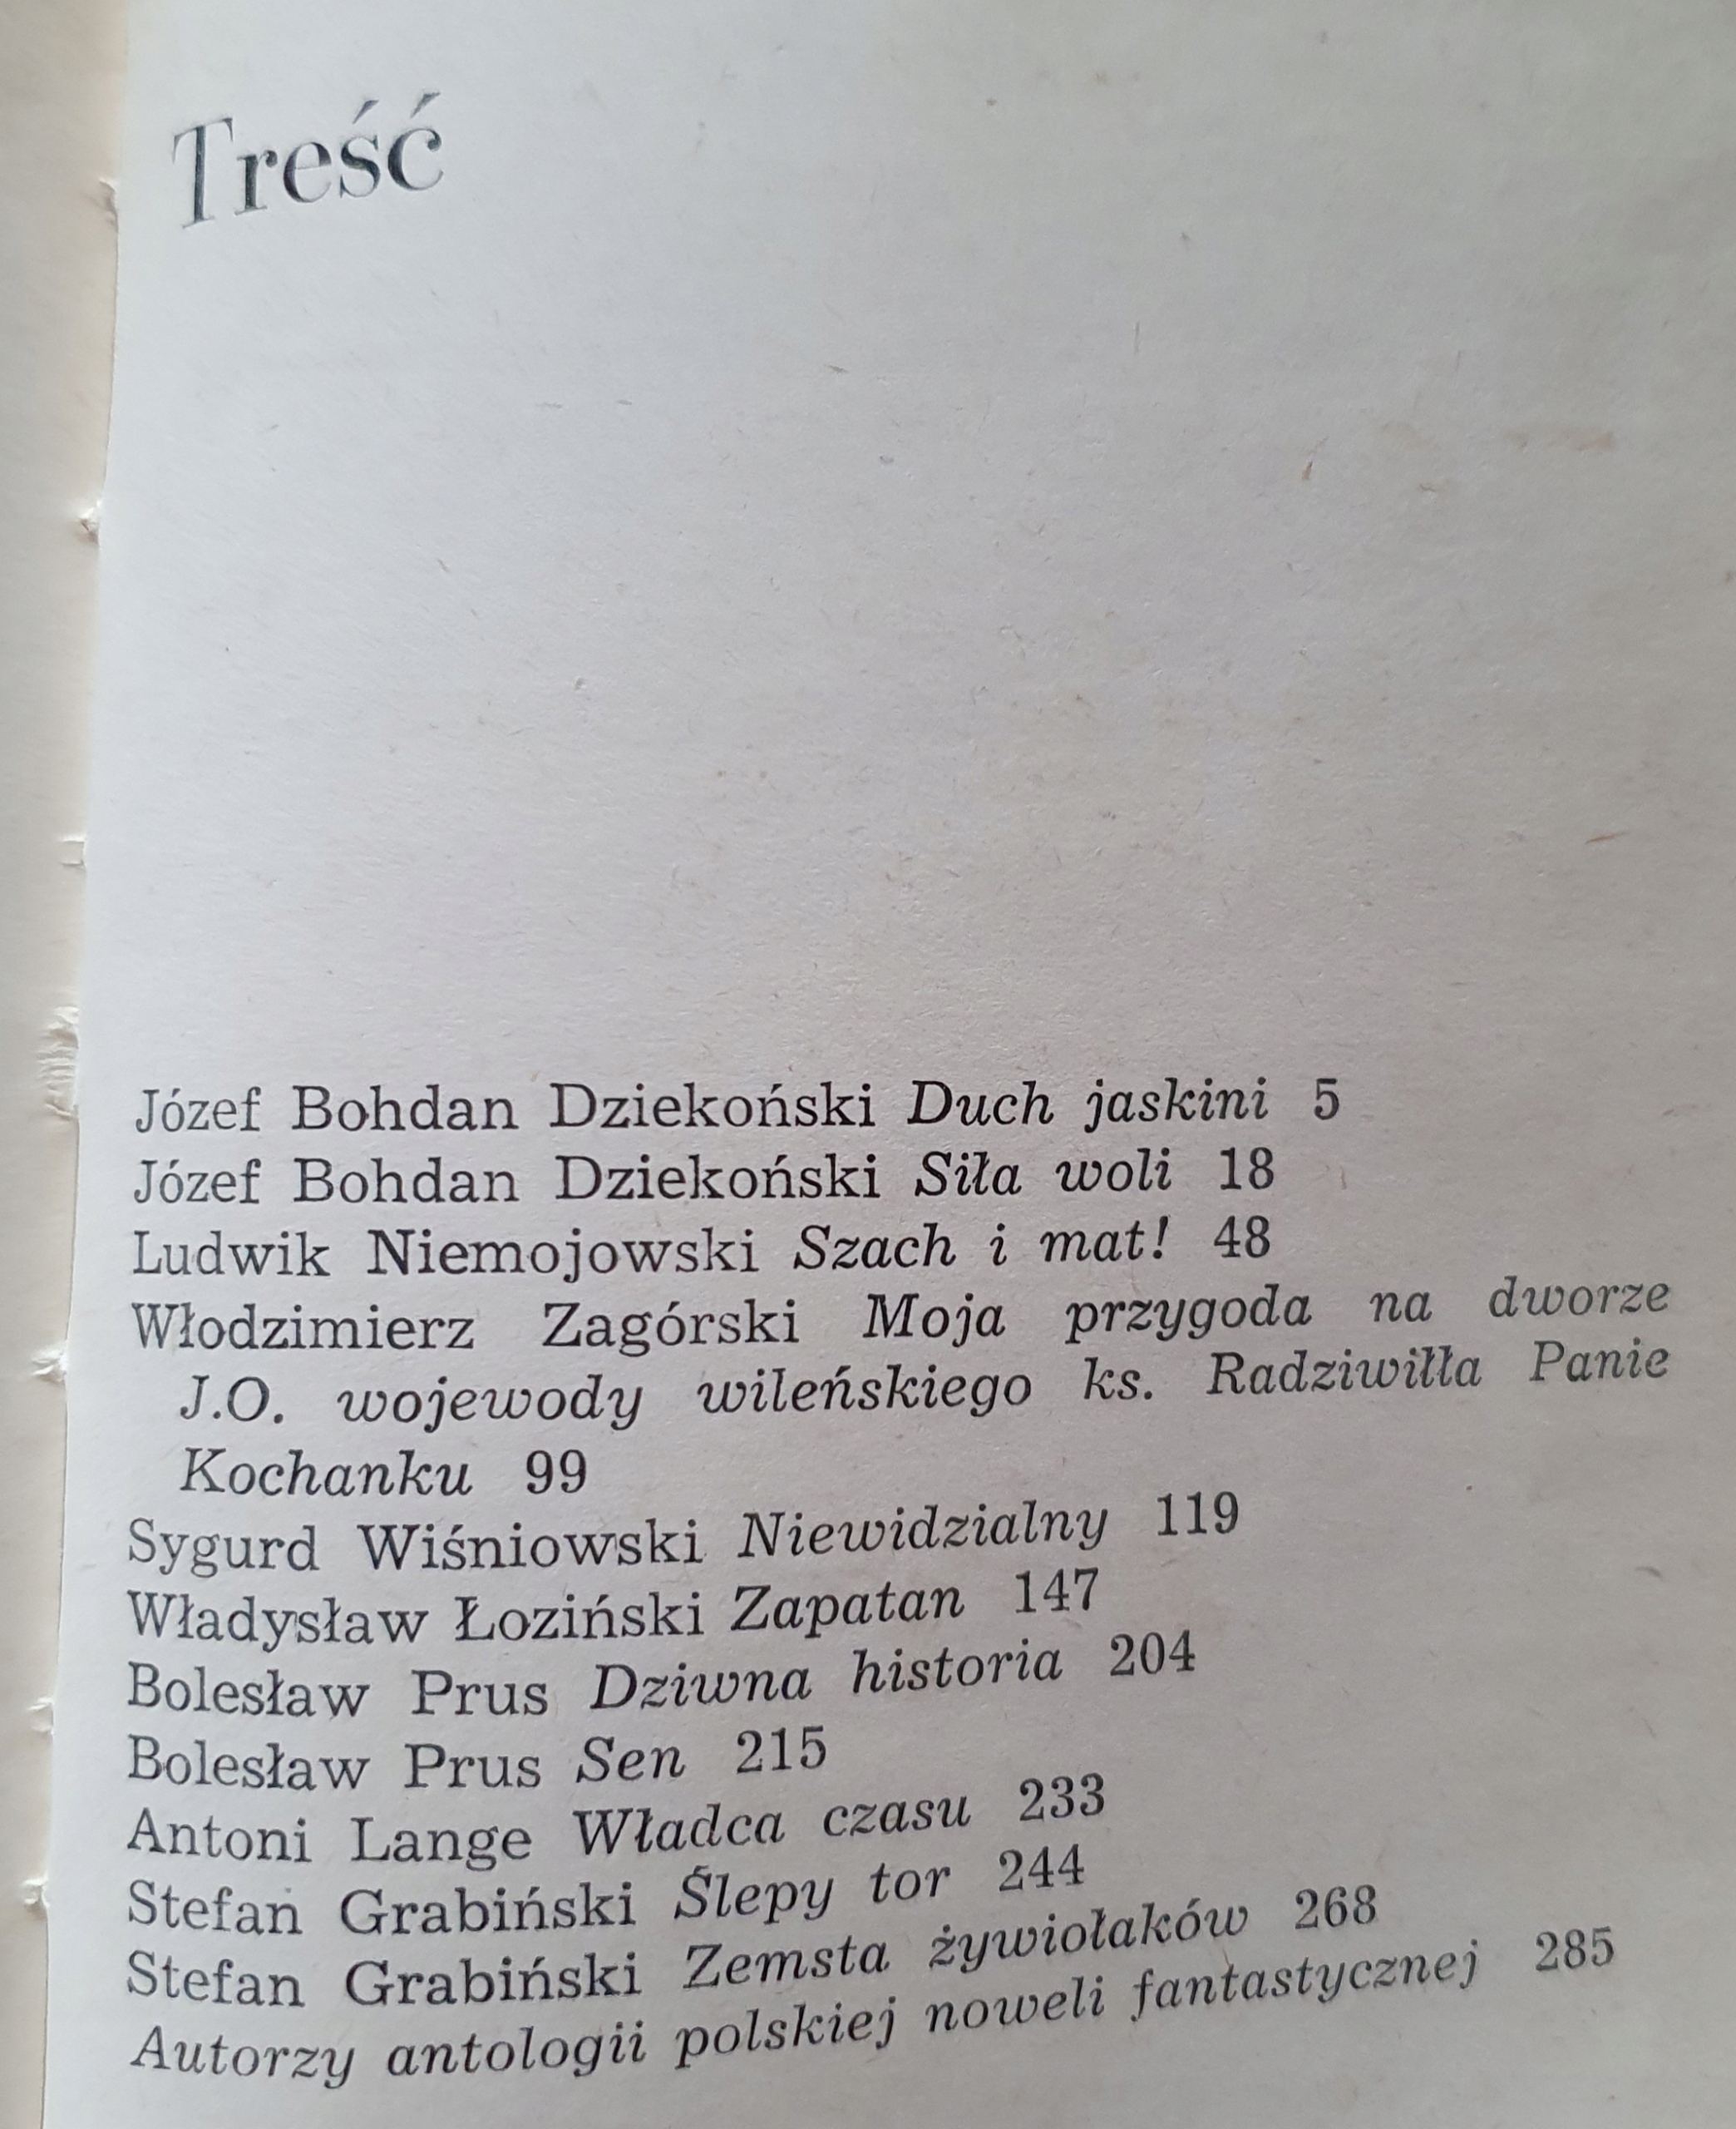 Treść
Józef Bohdan Dziekoński Duch jaskini 5
Józef Bohdan Dziekoński Siła woli 18
Ludwik Niemojowski Szach i mat! 48
Włodzimierz Zagórski Moja przygoda na dworze
J.O. wojewody wileńskiego ks. Radziwiłła Panie
Kochanku 99
Sygurd Wiśniowski Niewidzialny 119
Władysław Łoziński Zapatan 147
Bolesław Prus Dziwna historia 204
Bolesław Prus Sen 215
Antoni Lange Władca czasu 233
Stefan Grabiński Ślepy tor 244
Stefan Grabiński Zemsta żywiołaków 268
Autorzy antologii polskiej noweli fantastycznej 285